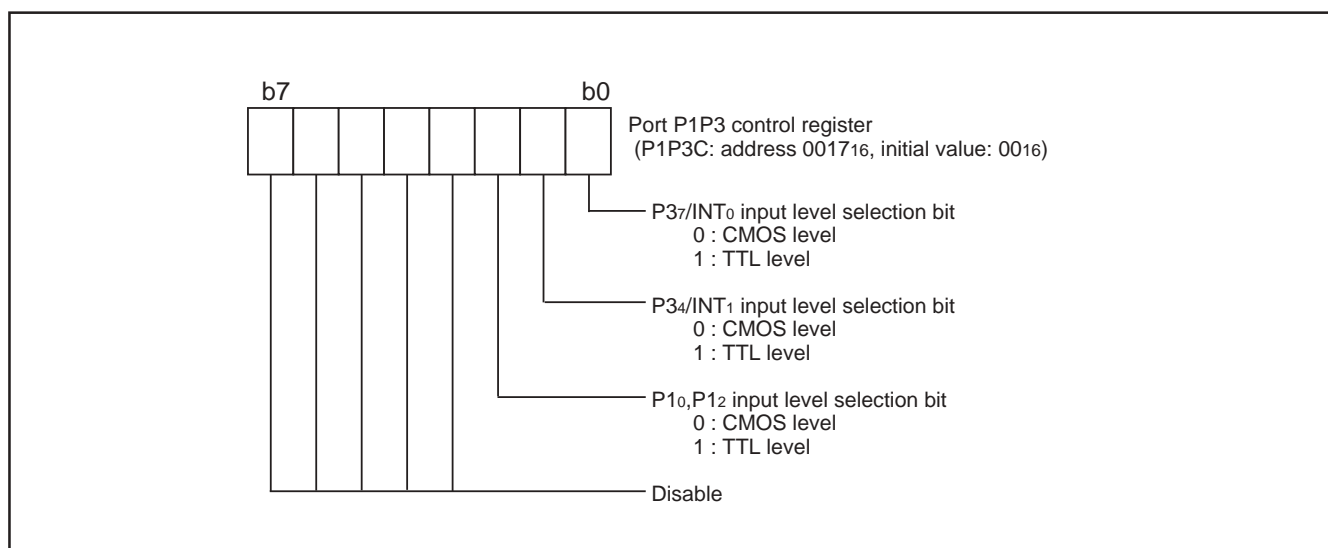 b7 b0
Port P1P3 control register
(P1P3C: address 0017₁₆, initial value: 00₁₆)
P3₇/INT₀ input level selection bit
0 : CMOS level
1 : TTL level
P3₄/INT₁ input level selection bit
0 : CMOS level
1 : TTL level
P1₀,P1₂ input level selection bit
0 : CMOS level
1 : TTL level
Disable